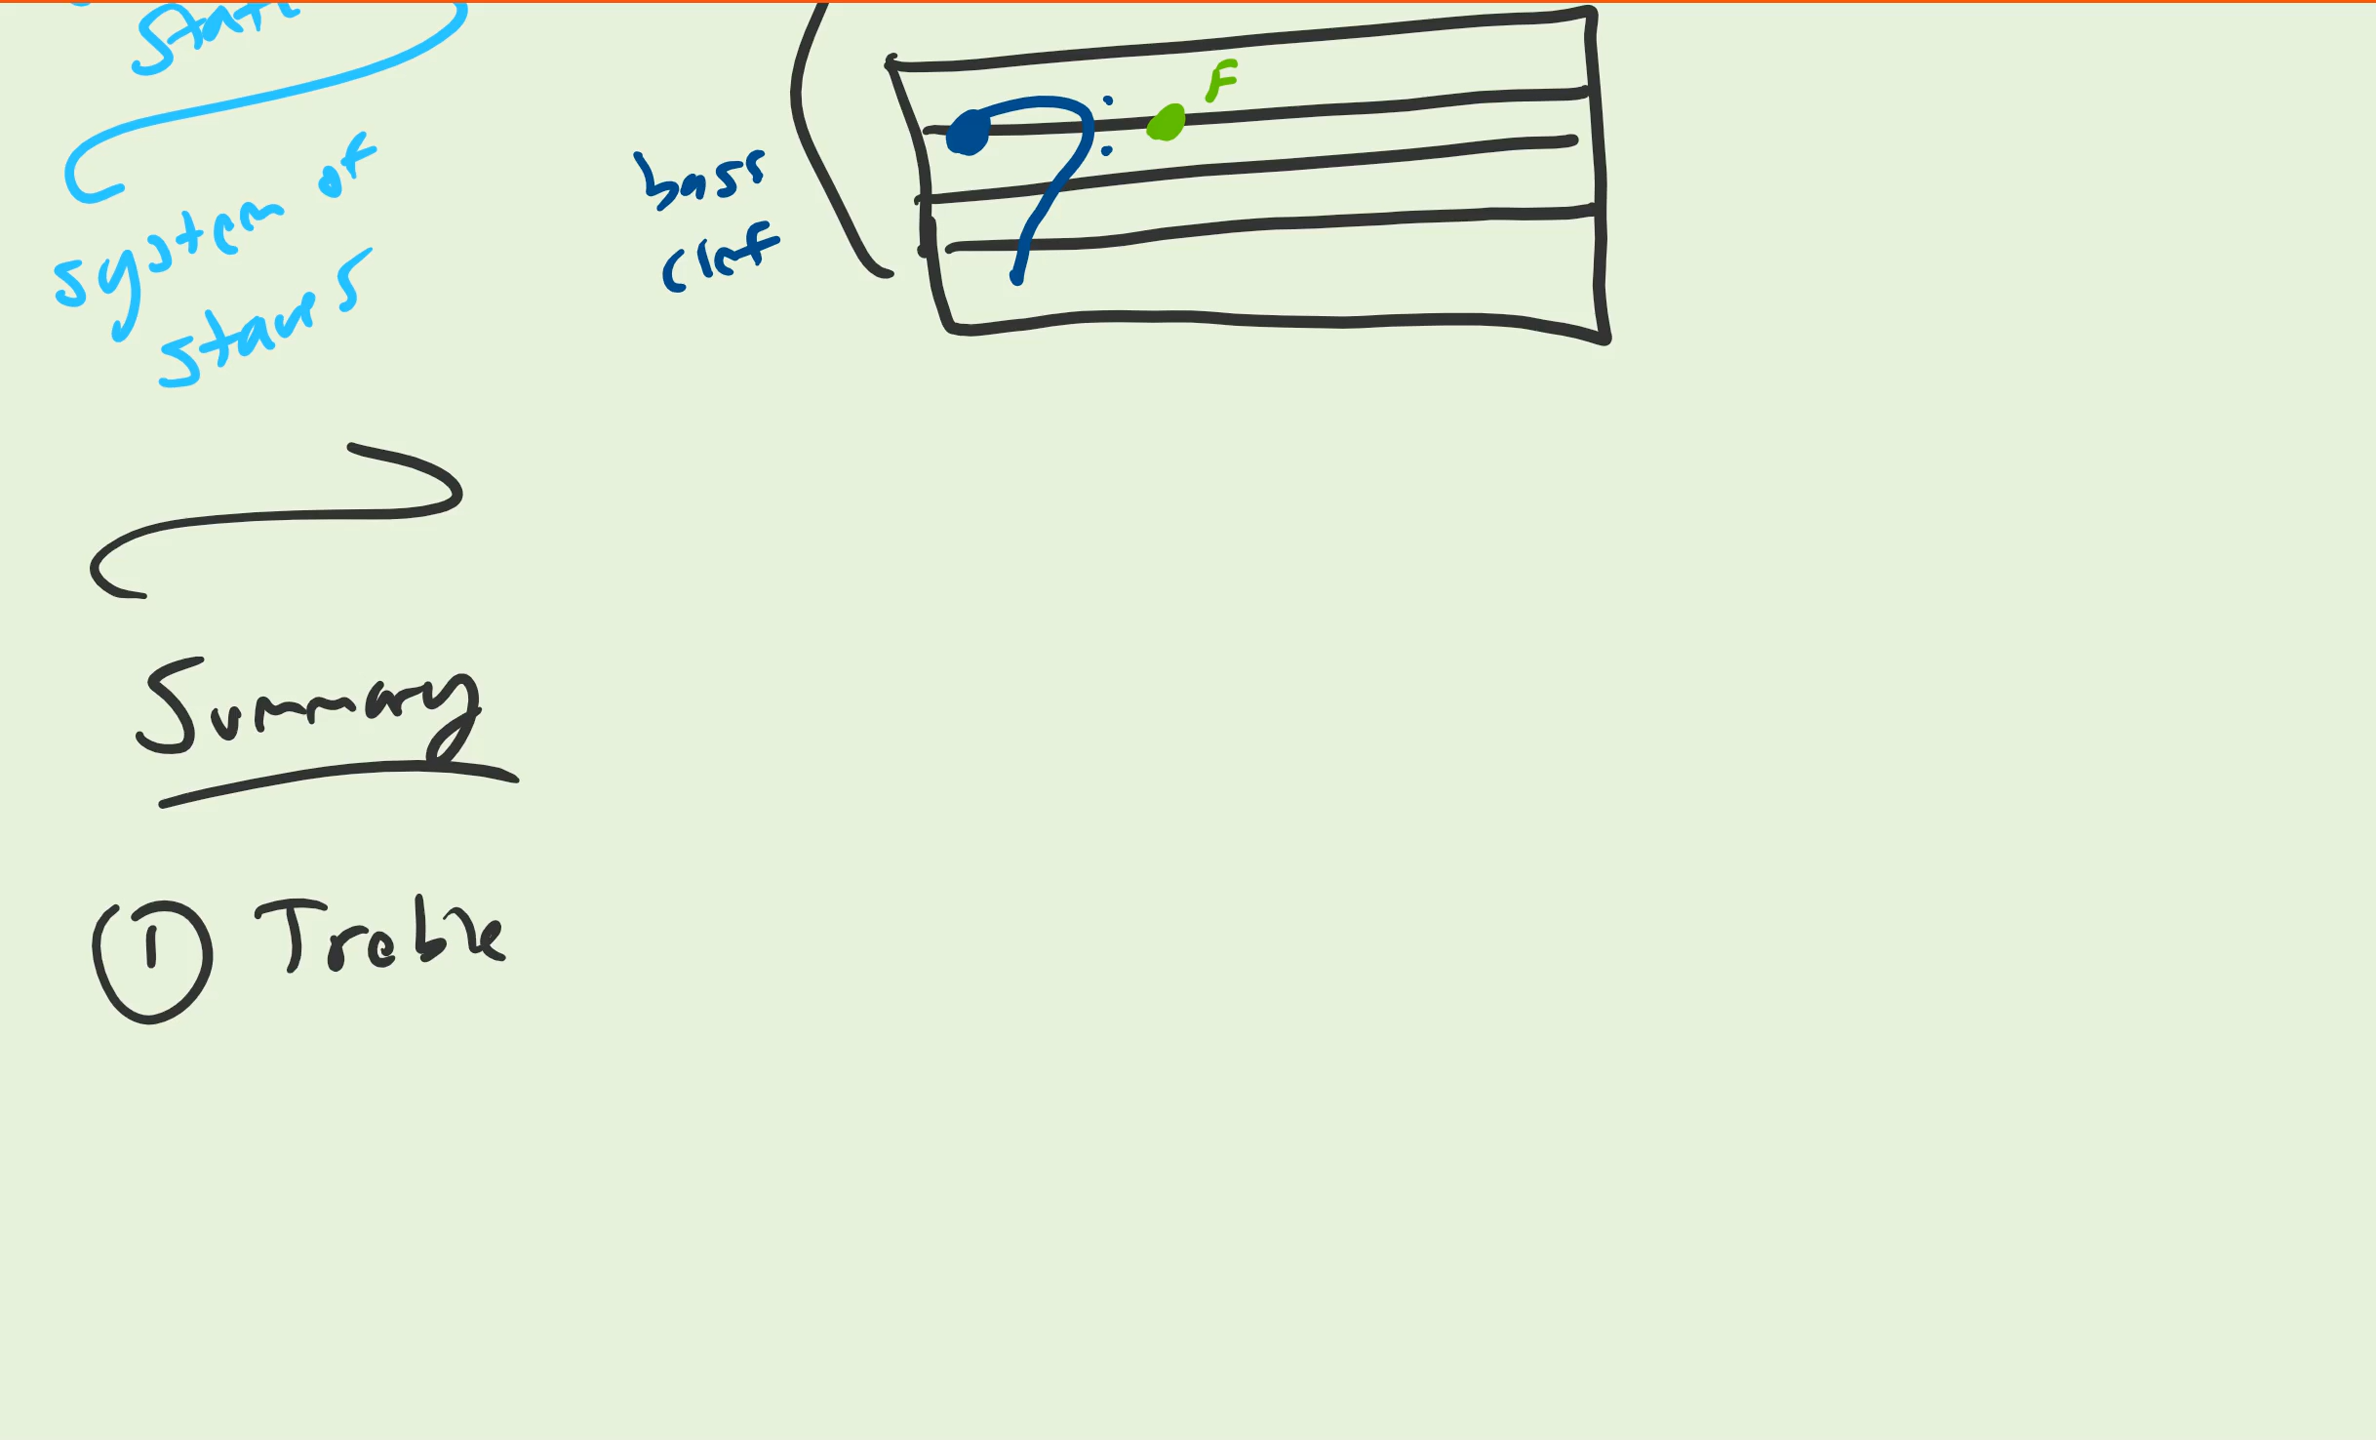 system of
staves
bass
clef
F
Summary
① Treble